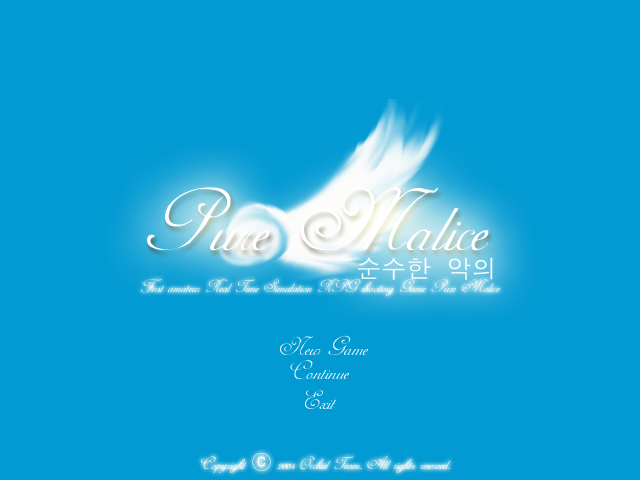 Pure Malice
순수한 악의
First amateur Real Time Simulation RPG shooting Game Pure Malice
New Game
Continue
Exit
Copyright © Team. All rights reserved.